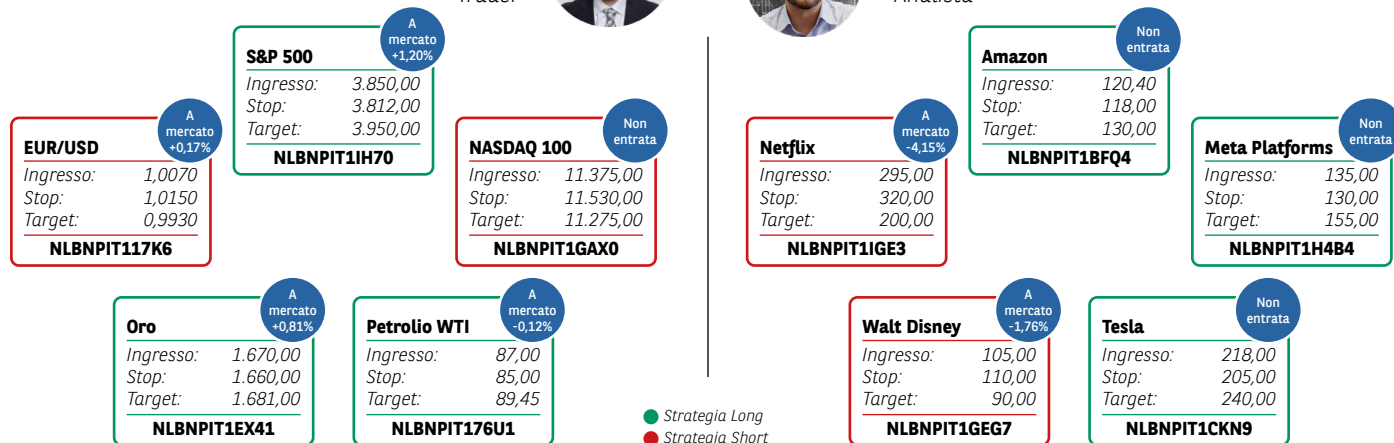 Trader
Analista
A
mercato
+1,20%
S&P 500
Ingresso: 3.850,00
Stop: 3.812,00
Target: 3.950,00
NLBNPIT1IH70
A
mercato
+0,17%
EUR/USD
Ingresso: 1,0070
Stop: 1,0150
Target: 0,9930
NLBNPIT117K6
Non
entrata
NASDAQ 100
Ingresso: 11.375,00
Stop: 11.530,00
Target: 11.275,00
NLBNPIT1GAX0
A
mercato
+0,81%
Oro
Ingresso: 1.670,00
Stop: 1.660,00
Target: 1.681,00
NLBNPIT1EX41
A
mercato
-0,12%
Petrolio WTI
Ingresso: 87,00
Stop: 85,00
Target: 89,45
NLBNPIT176U1
Non
entrata
Amazon
Ingresso: 120,40
Stop: 118,00
Target: 130,00
NLBNPIT1BFQ4
A
mercato
-4,15%
Netflix
Ingresso: 295,00
Stop: 320,00
Target: 200,00
NLBNPIT1IGE3
Non
entrata
Meta Platforms
Ingresso: 135,00
Stop: 130,00
Target: 155,00
NLBNPIT1H4B4
A
mercato
-1,76%
Walt Disney
Ingresso: 105,00
Stop: 110,00
Target: 90,00
NLBNPIT1GEG7
Non
entrata
Tesla
Ingresso: 218,00
Stop: 205,00
Target: 240,00
NLBNPIT1CKN9
Strategia Long
Strategia Short